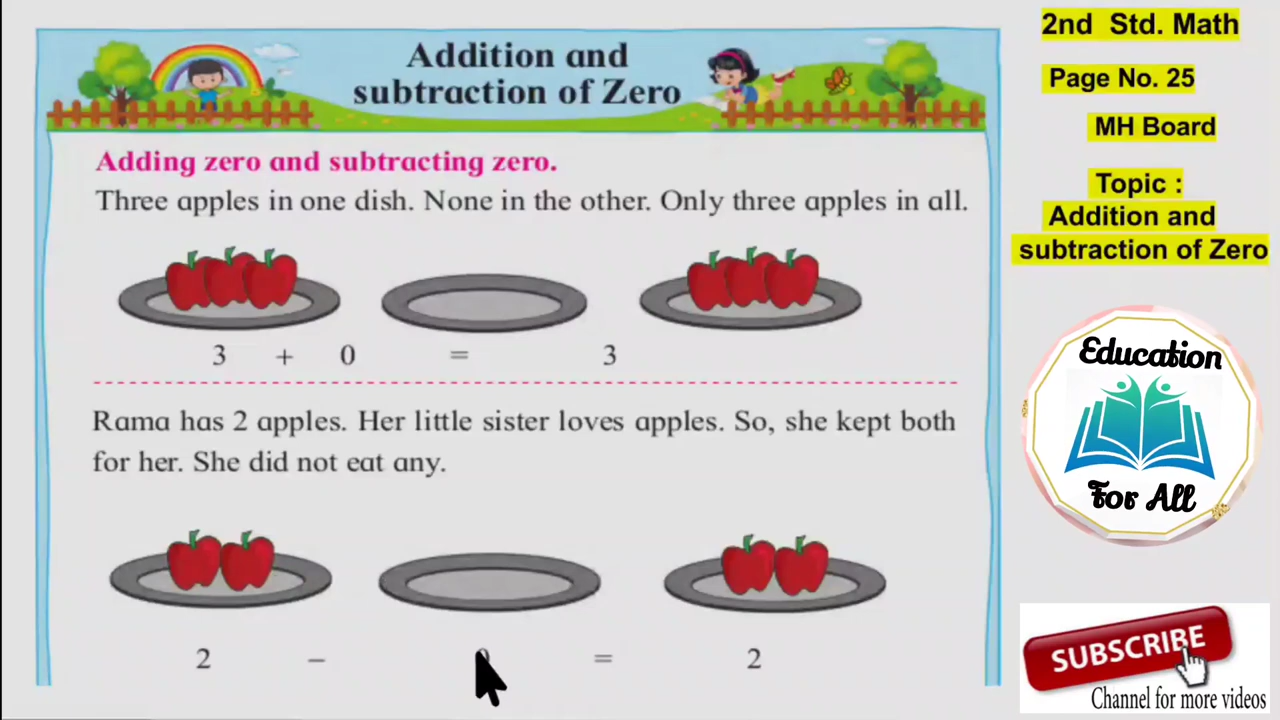 Addition and
subtraction of Zero
Adding zero and subtracting zero.
Three apples in one dish. None in the other. Only three apples in all.
3 + 0 = 3
Rama has 2 apples. Her little sister loves apples. So, she kept both
for her. She did not eat any.
2 − = 2
2nd Std. Math
Page No. 25
MH Board
Topic :
Addition and
subtraction of Zero
Education
For All
SUBSCRIBE
Channel for more videos